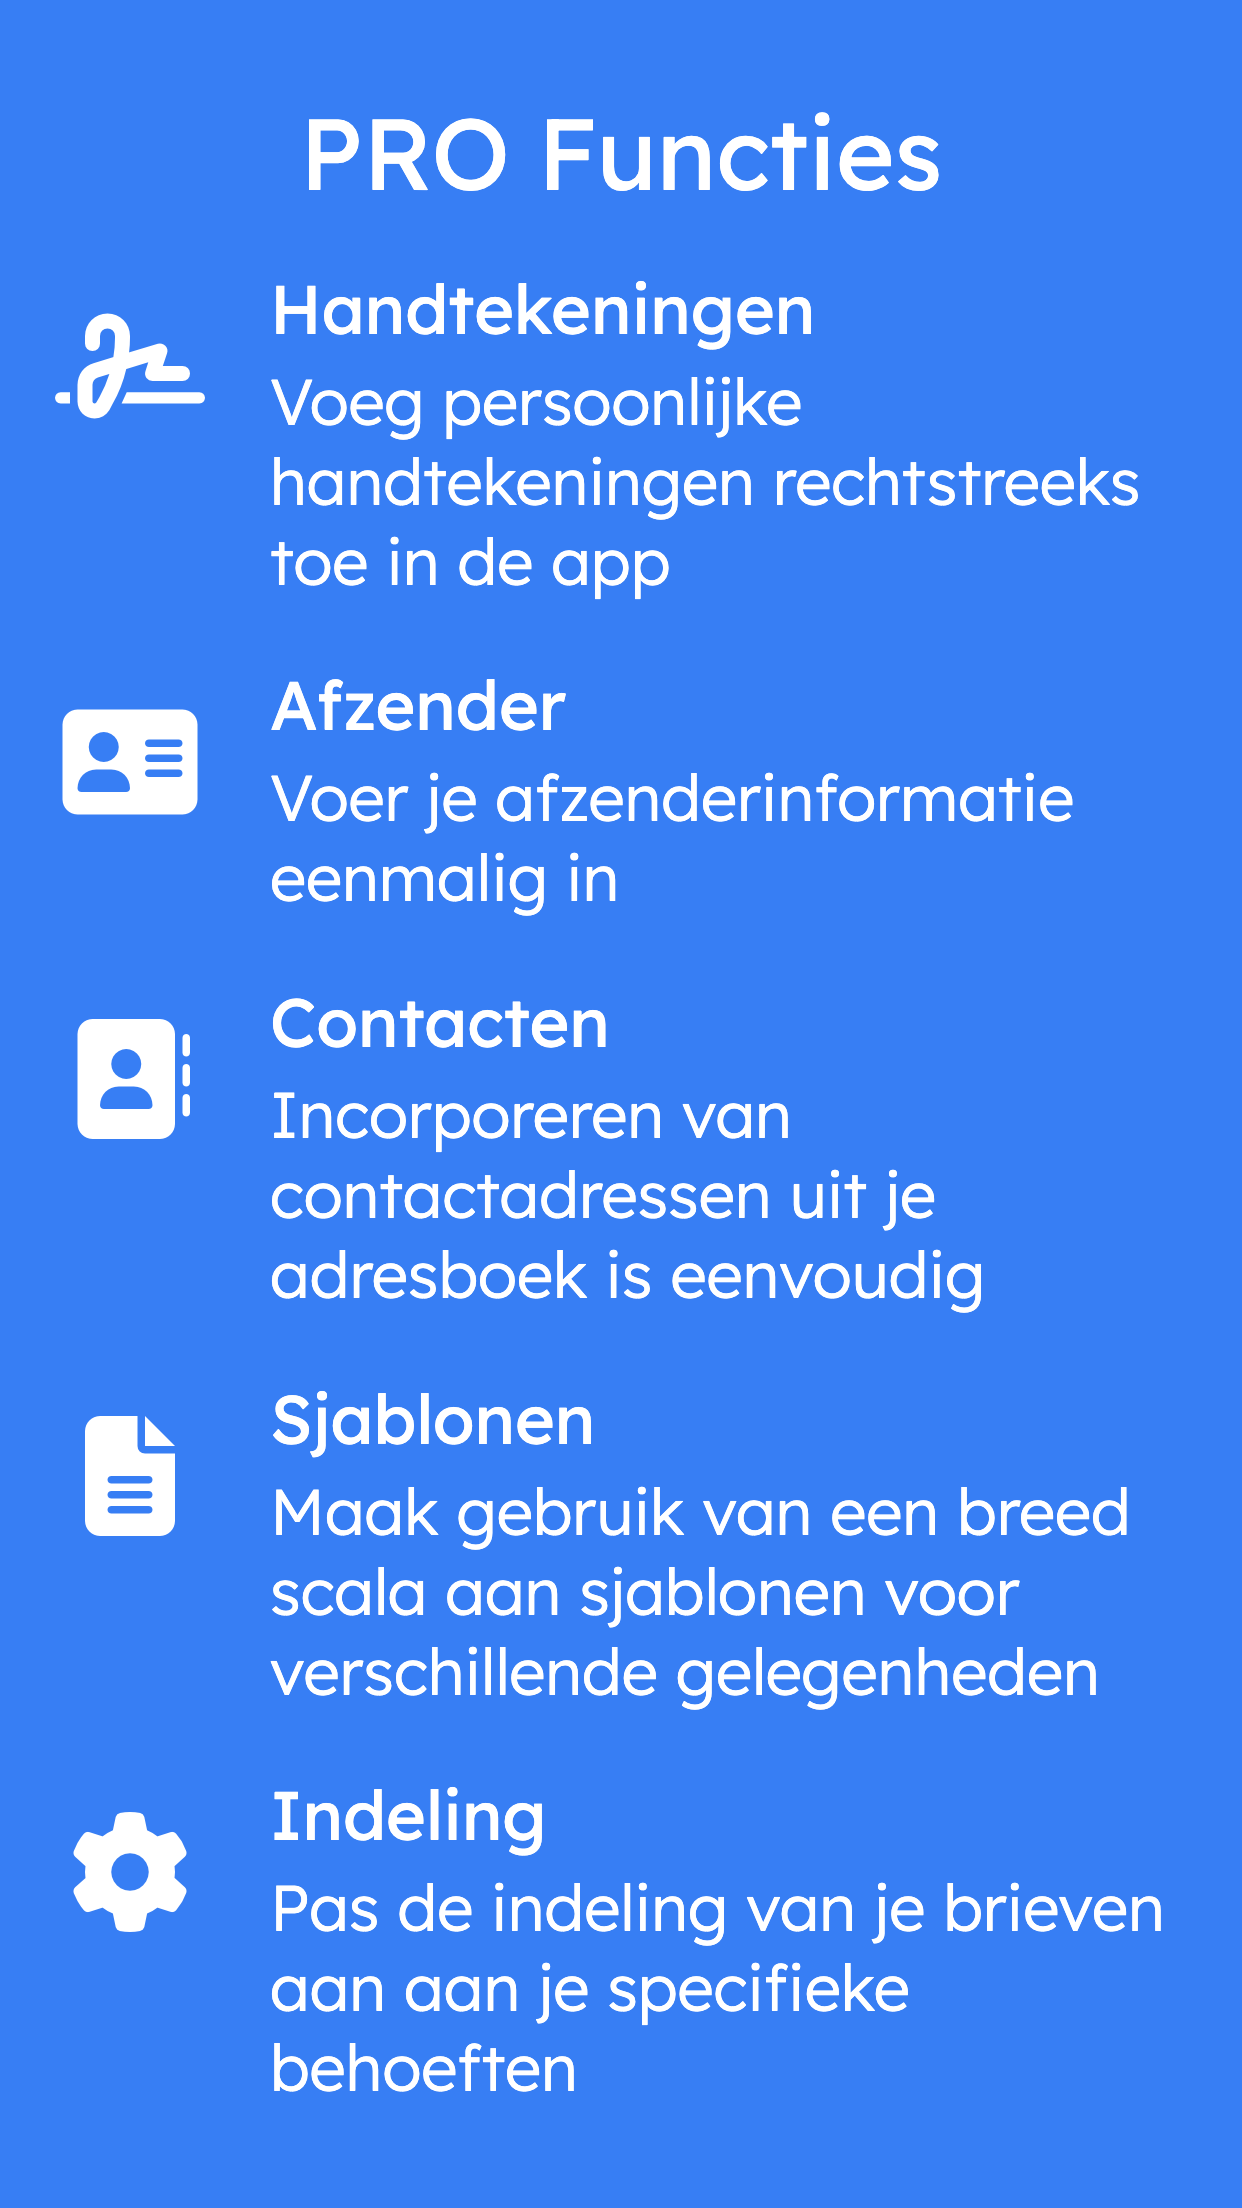 PRO Functies
Handtekeningen
Voeg persoonlijke
handtekeningen rechtstreeks
toe in de app
Afzender
Voer je afzenderinformatie
eenmalig in
Contacten
Incorporeren van
contactadressen uit je
adresboek is eenvoudig
Sjablonen
Maak gebruik van een breed
scala aan sjablonen voor
verschillende gelegenheden
Indeling
Pas de indeling van je brieven
aan aan je specifieke
behoeften